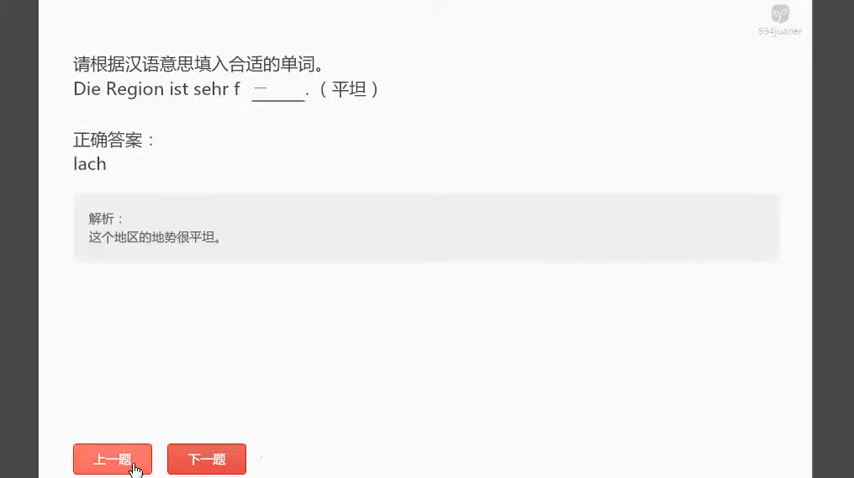 594juaner
请根据汉语意思填入合适的单词。
Die Region ist sehr f _____.（平坦）
正确答案：
lach
解析：
这个地区的地势很平坦。
上一题
下一题